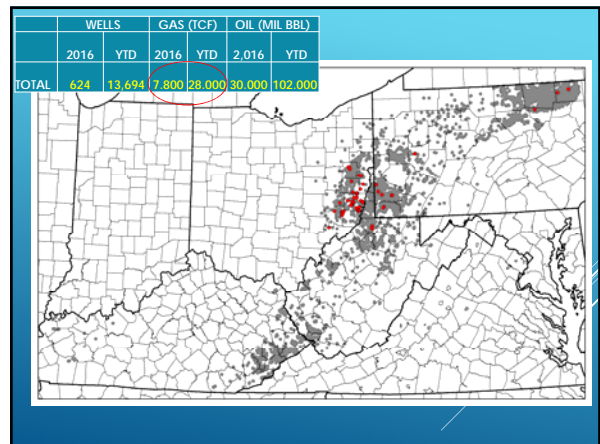 WELLS GAS (TCF) OIL (MIL BBL)
2016 YTD 2016 YTD 2,016 YTD
TOTAL 624 13,694 7.800 28.000 30.000 102.000